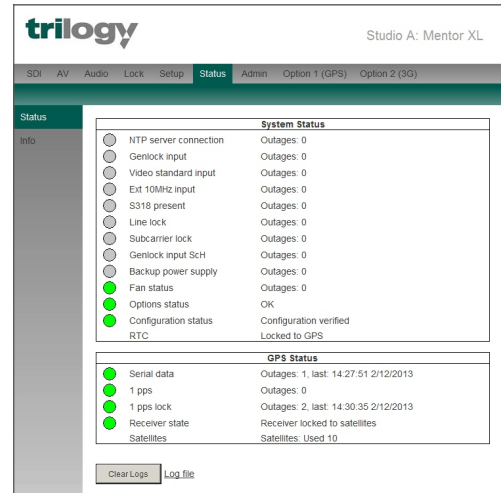 trilogy
Studio A: Mentor XL
SDI AV Audio Lock Setup Status Admin Option 1 (GPS) Option 2 (3G)
Status
Info
System Status
NTP server connection Outages: 0
Genlock input Outages: 0
Video standard input Outages: 0
Ext 10MHz input Outages: 0
S318 present Outages: 0
Line lock Outages: 0
Subcarrier lock Outages: 0
Genlock input ScH Outages: 0
Backup power supply Outages: 0
Fan status Outages: 0
Options status OK
Configuration status Configuration verified
RTC Locked to GPS
GPS Status
Serial data Outages: 1, last: 14:27:51 2/12/2013
1 pps Outages: 0
1 pps lock Outages: 2, last: 14:30:35 2/12/2013
Receiver state Receiver locked to satellites
Satellites Satellites: Used 10
Clear Logs Log file